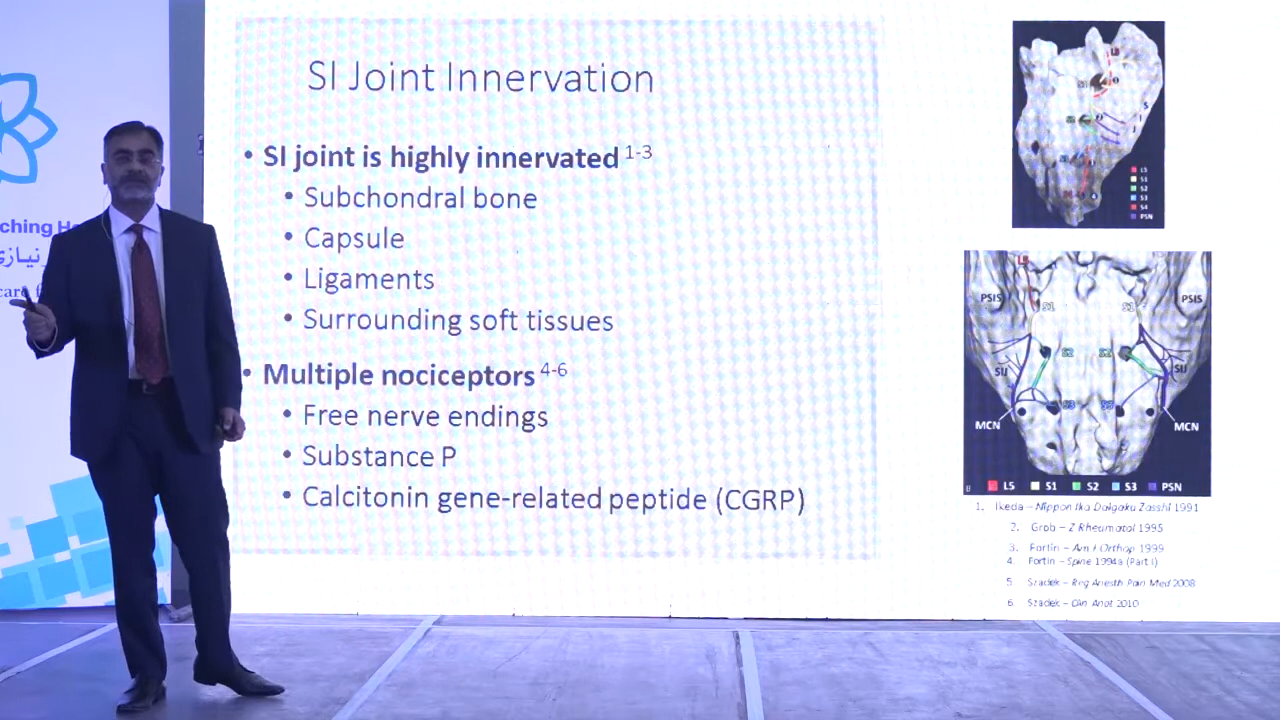 ching H
نیازی
care
SI Joint Innervation
• SI joint is highly innervated 1-3
• Subchondral bone
• Capsule
• Ligaments
• Surrounding soft tissues
• Multiple nociceptors 4-6
• Free nerve endings
• Substance P
• Calcitonin gene-related peptide (CGRP)
L5
S1
S2
S3
S4
PSN
PSIS
PSIS
S1
S1
S2
S3
S3
SIJ
SIJ
MCN
MCN
L5 S1 S2 S3 PSN
1. Ikeda – Nippon Ika Daigaku Zasshi 1991
2. Grob – Z Rheumatol 1995
3. Fortin – Am J Orthop 1999
4. Fortin – Spine 1994a (Part I)
5. Szadek – Reg Anesth Pain Med 2008
6. Szadek – Clin Anat 2010